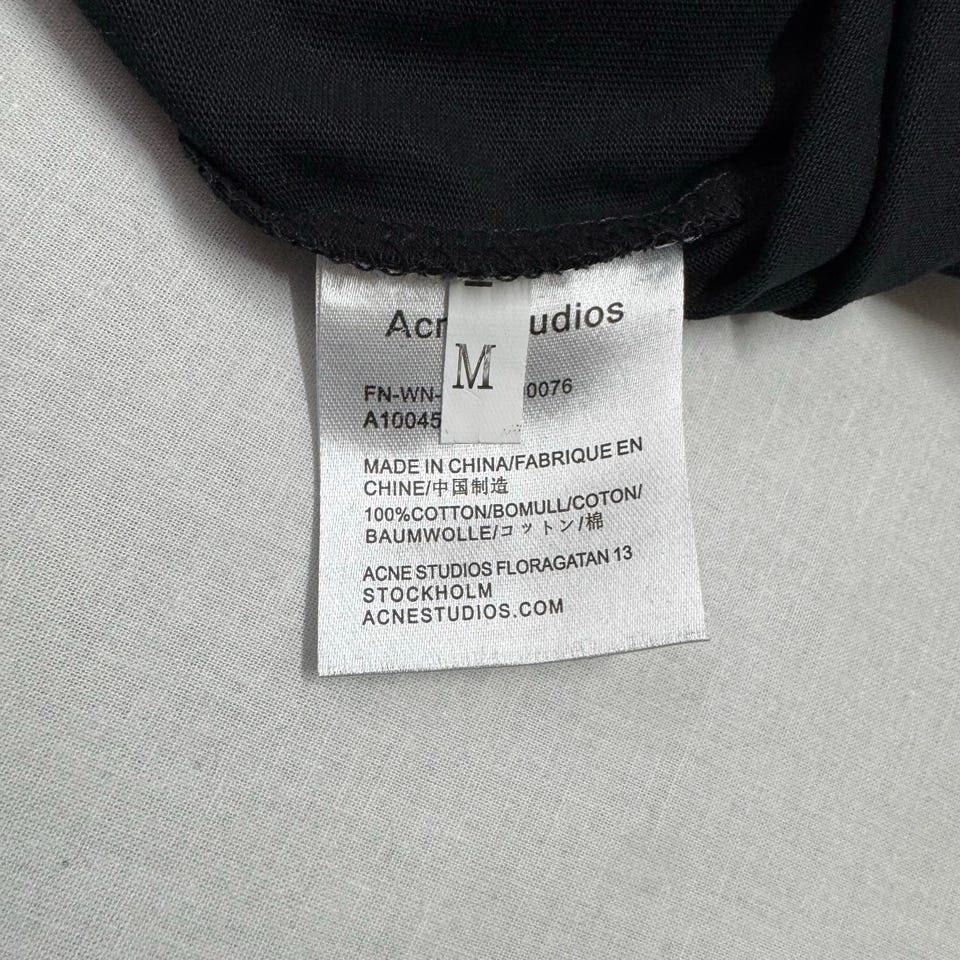 Acn udios
M
FN-WN- 0076
A10045
MADE IN CHINA/FABRIQUE EN
CHINE/中国制造
100%COTTON/BOMULL/COTON/
BAUMWOLLE/コットン/棉
ACNE STUDIOS FLORAGATAN 13
STOCKHOLM
ACNESTUDIOS.COM